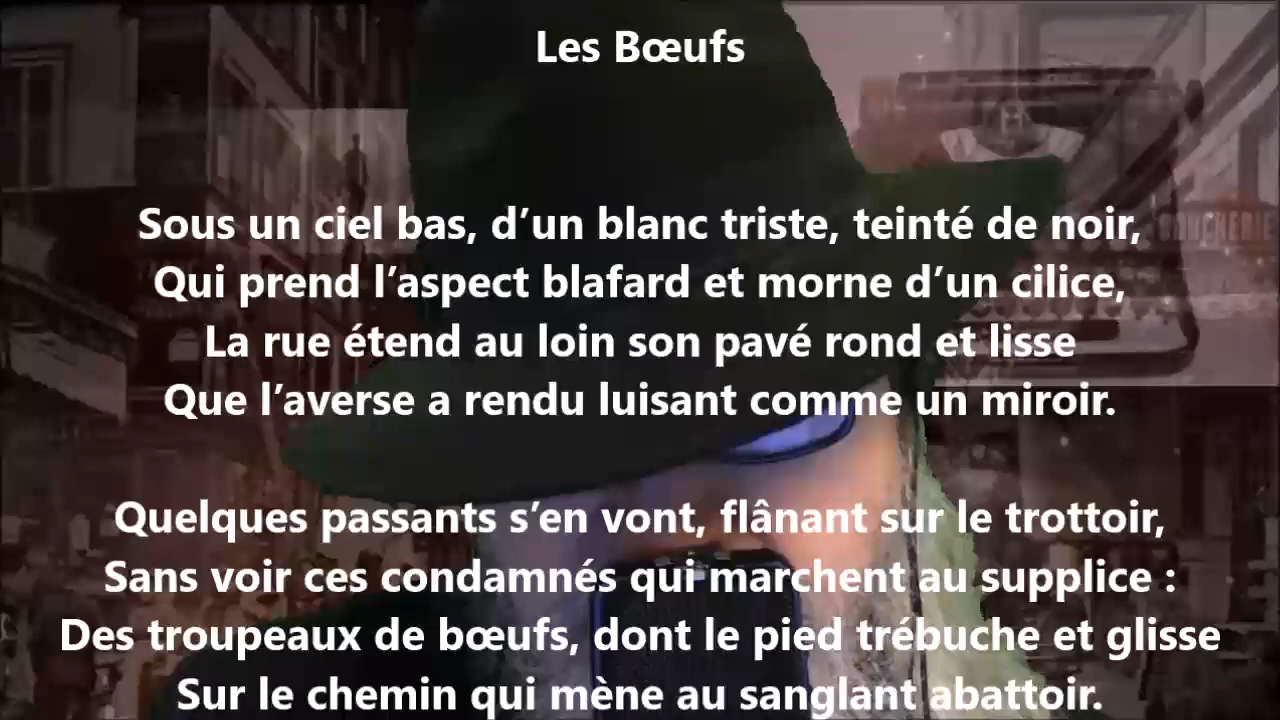 Les Bœufs
Sous un ciel bas, d’un blanc triste, teinté de noir,
Qui prend l’aspect blafard et morne d’un cilice,
La rue étend au loin son pavé rond et lisse
Que l’averse a rendu luisant comme un miroir.
Quelques passants s’en vont, flânant sur le trottoir,
Sans voir ces condamnés qui marchent au supplice :
Des troupeaux de bœufs, dont le pied trébuche et glisse
Sur le chemin qui mène au sanglant abattoir.